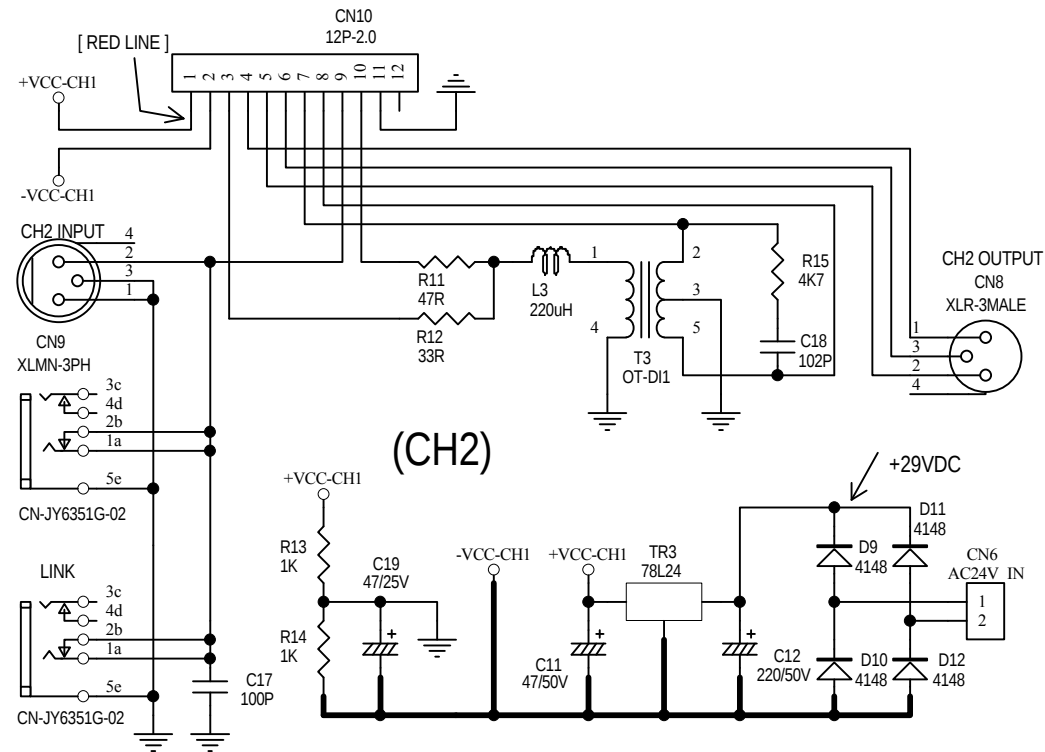 CN10
12P-2.0
[ RED LINE ]
1 2 3 4 5 6 7 8 9 10 11 12
+VCC-CH1
-VCC-CH1
CH2 INPUT
4
2
3
1
CN9
XLMN-3PH
R11
47R
R12
33R
L3
220uH
1
4
2
3
5
T3
OT-DI1
R15
4K7
C18
102P
CH2 OUTPUT
CN8
XLR-3MALE
1
3
2
4
3c
4d
2b
1a
5e
CN-JY6351G-02
(CH2)
LINK
3c
4d
2b
1a
5e
CN-JY6351G-02
C17
100P
+VCC-CH1
R13
1K
R14
1K
C19
47/25V
+
-VCC-CH1
+VCC-CH1
TR3
78L24
C11
47/50V
+
+
C12
220/50V
+29VDC
D9
4148
D11
4148
D10
4148
D12
4148
CN6
AC24V IN
1
2